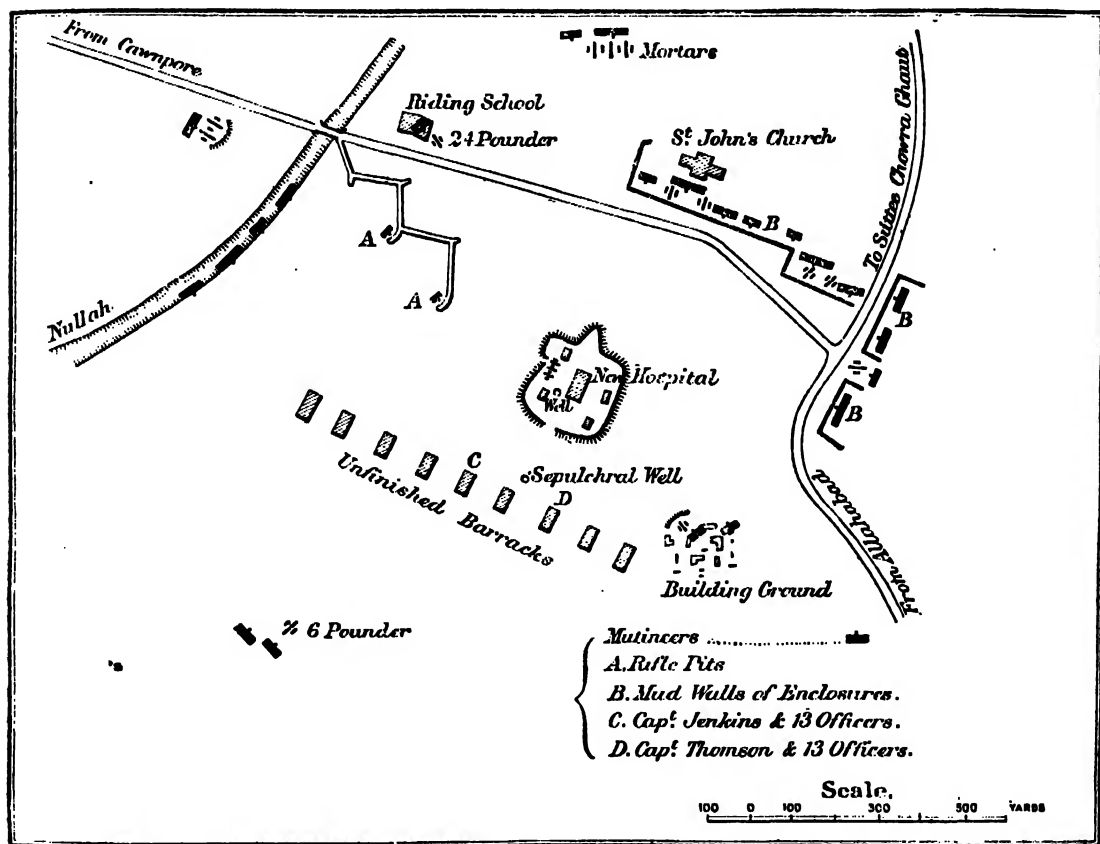 From Cawnpore
Mortars
Riding School
24 Pounder
St. John's Church
To Suttee Chowra Ghaut
B
A
Nullah.
A
B
New Hospital
Well
B
C
Sepulchral Well
D
Unfinished Barracks
From Allahabad
Building Ground
6 Pounder
Mutineers
A. Rifle Pits
B. Mud Walls of Enclosures.
C. Capt. Jenkins & 13 Officers.
D. Capt. Thomson & 13 Officers.
Scale.
100 0 100 300 500 YARDS